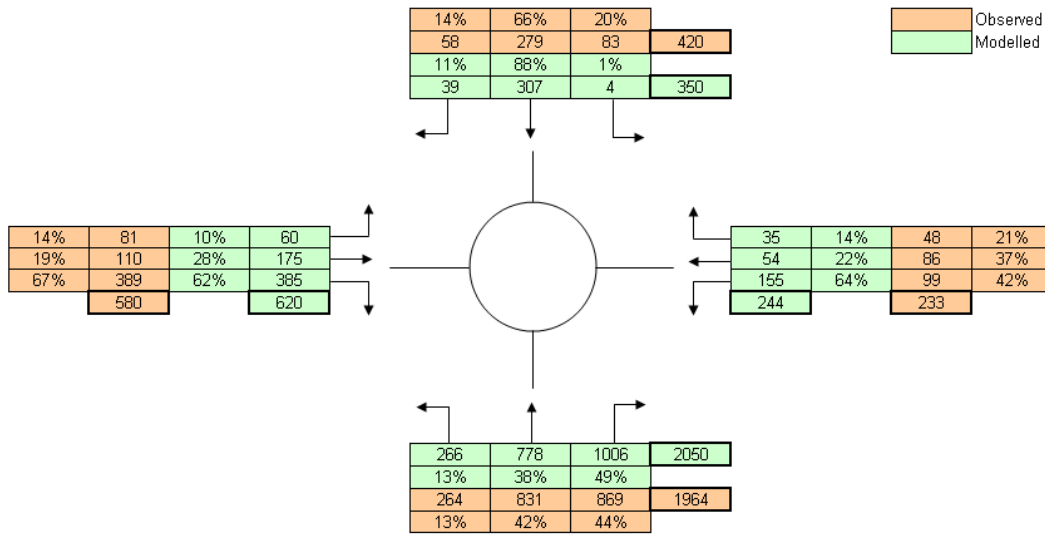 14% 66% 20%
58 279 83 420
11% 88% 1%
39 307 4 350
Observed
Modelled
14% 81 10% 60
19% 110 28% 175
67% 389 62% 385
580 620
35 14% 48 21%
54 22% 86 37%
155 64% 99 42%
244 233
266 778 1006 2050
13% 38% 49%
264 831 869 1964
13% 42% 44%